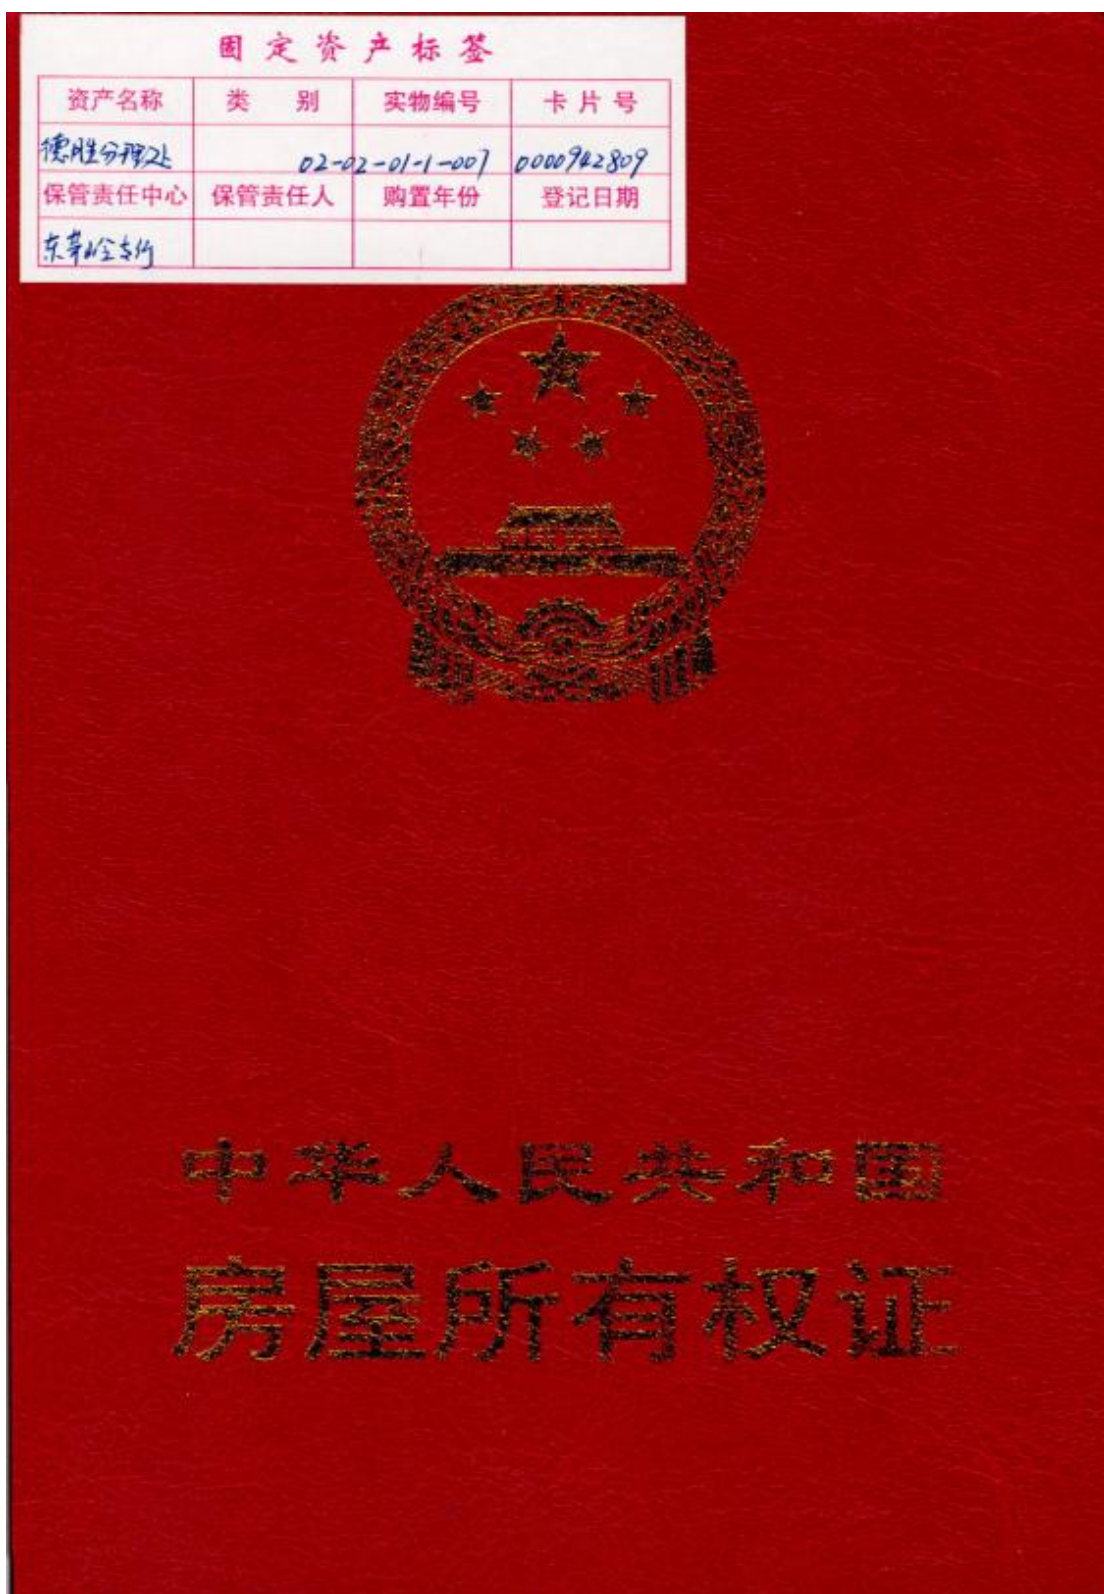 固定资产标签
资产名称 类 别 实物编号 卡片号
德胜分理处 02-02-01-1-007 0000942809
保管责任中心 保管责任人 购置年份 登记日期
支行
中华人民共和国
房屋所有权证